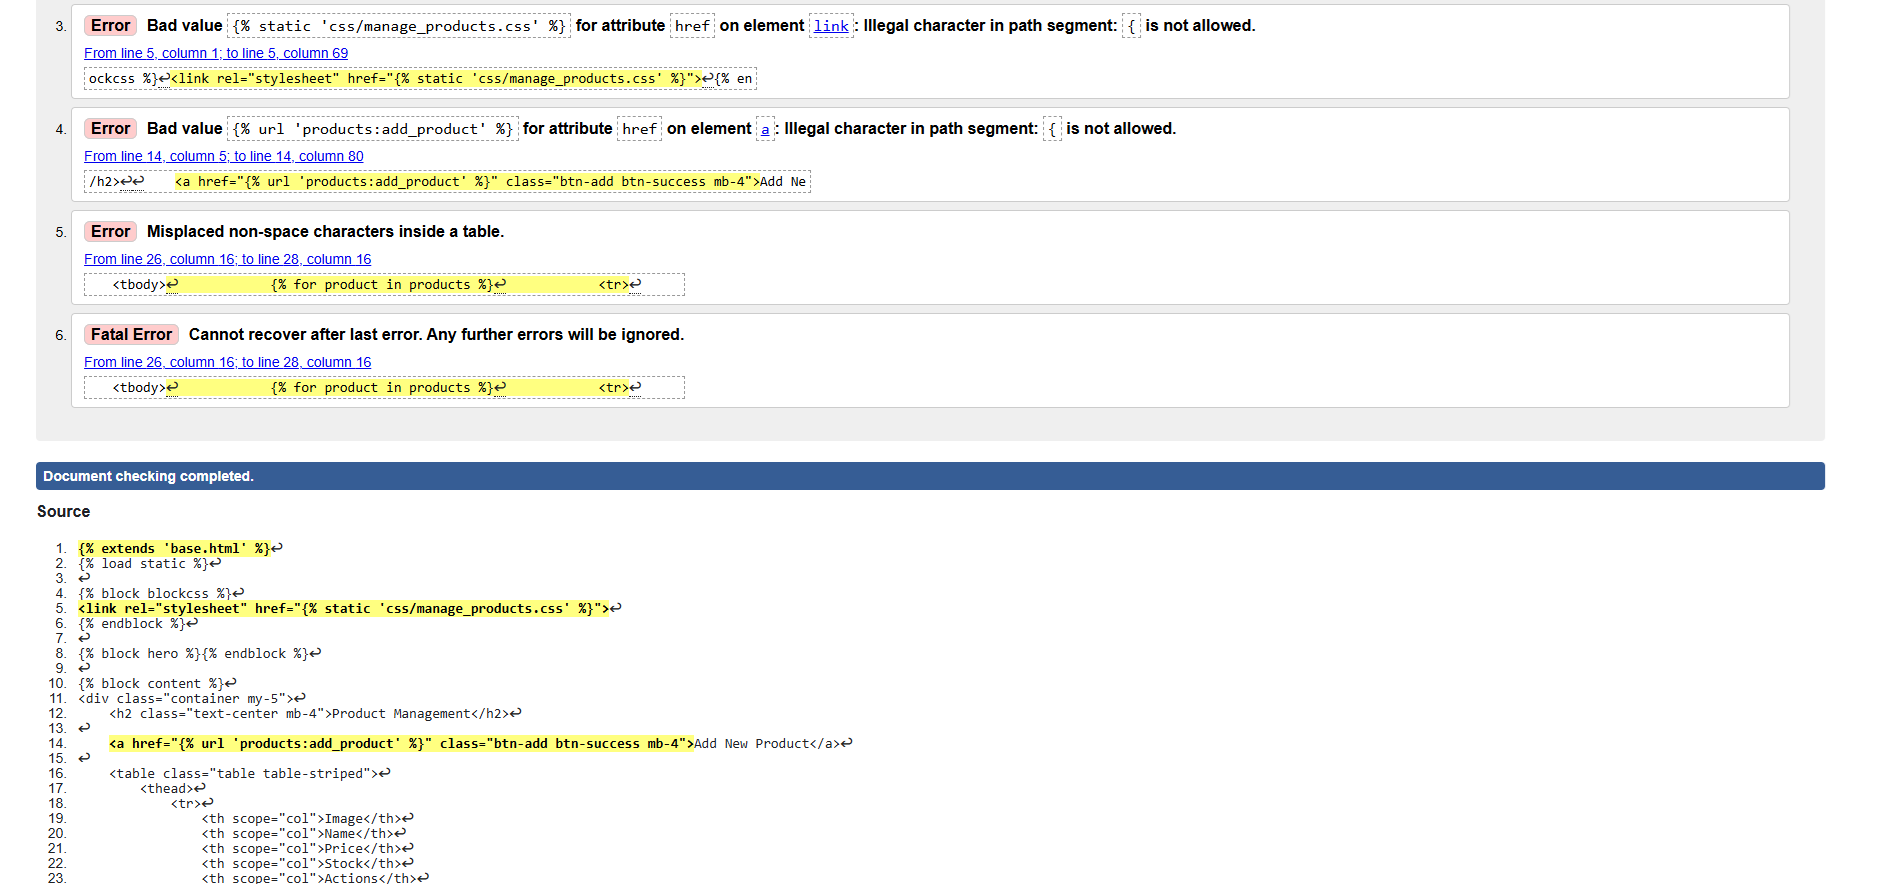 3. Error Bad value {% static 'css/manage_products.css' %} for attribute href on element link: Illegal character in path segment: { is not allowed.
From line 5, column 1; to line 5, column 69
ockcss %}↩<link rel="stylesheet" href="{% static 'css/manage_products.css' %}">↩{% en
4. Error Bad value {% url 'products:add_product' %} for attribute href on element a: Illegal character in path segment: { is not allowed.
From line 14, column 5; to line 14, column 80
/h2>↩↩    <a href="{% url 'products:add_product' %}" class="btn-add btn-success mb-4">Add Ne
5. Error Misplaced non-space characters inside a table.
From line 26, column 16; to line 28, column 16
<tbody>↩            {% for product in products %}↩            <tr>↩
6. Fatal Error Cannot recover after last error. Any further errors will be ignored.
From line 26, column 16; to line 28, column 16
<tbody>↩            {% for product in products %}↩            <tr>↩
Document checking completed.
Source
1. {% extends 'base.html' %}↩
2. {% load static %}↩
3. ↩
4. {% block blockcss %}↩
5. <link rel="stylesheet" href="{% static 'css/manage_products.css' %}">↩
6. {% endblock %}↩
7. ↩
8. {% block hero %}{% endblock %}↩
9. ↩
10. {% block content %}↩
11. <div class="container my-5">↩
12.     <h2 class="text-center mb-4">Product Management</h2>↩
13. ↩
14.     <a href="{% url 'products:add_product' %}" class="btn-add btn-success mb-4">Add New Product</a>↩
15. ↩
16.     <table class="table table-striped">↩
17.         <thead>↩
18.             <tr>↩
19.                 <th scope="col">Image</th>↩
20.                 <th scope="col">Name</th>↩
21.                 <th scope="col">Price</th>↩
22.                 <th scope="col">Stock</th>↩
23.                 <th scope="col">Actions</th>↩